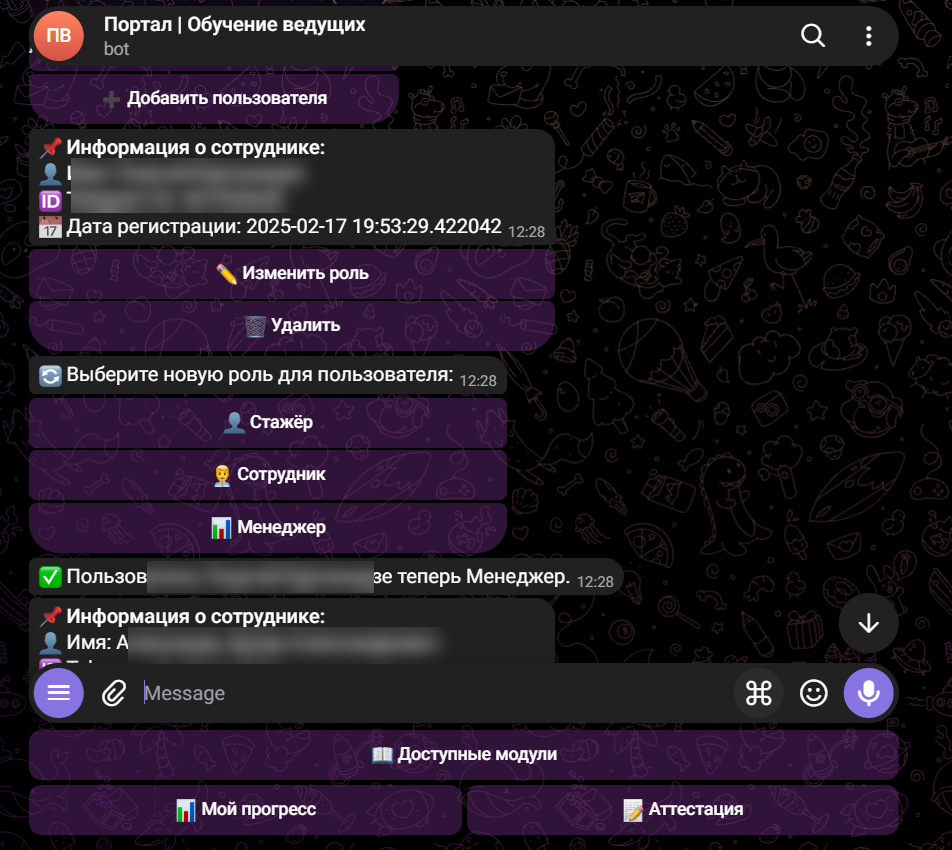 ПВ
Портал | Обучение ведущих
bot
➕ Добавить пользователя
📌 Информация о сотруднике:
👤
🆔
📅 Дата регистрации: 2025-02-17 19:53:29.422042 12:28
✏️ Изменить роль
🗑️ Удалить
🔄 Выберите новую роль для пользователя: 12:28
👤 Стажёр
👨‍💼 Сотрудник
📊 Менеджер
✅ Пользов зе теперь Менеджер. 12:28
📌 Информация о сотруднике:
👤 Имя: А
Message
📖 Доступные модули
📊 Мой прогресс
📝 Аттестация